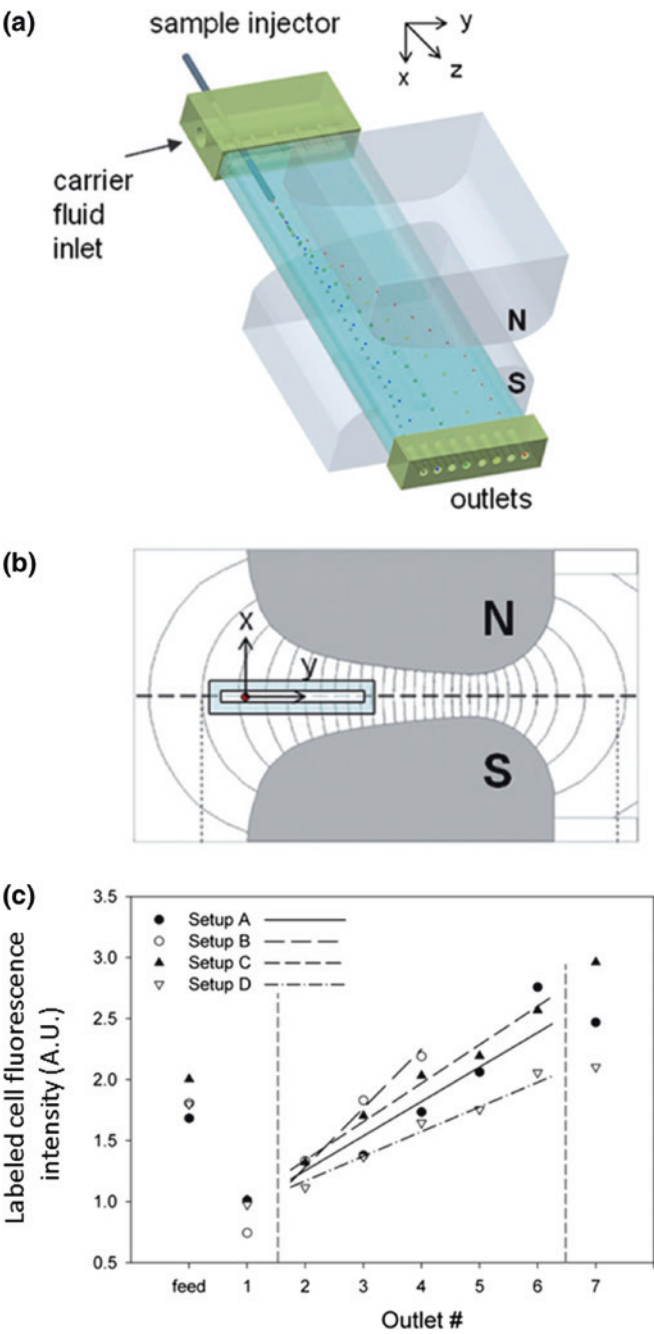 (a)
sample injector
y
x
z
carrier
fluid
inlet
N
S
outlets
(b)
x
y
N
S
(c)
Labeled cell fluorescence
intensity (A.U.)
3.5
3.0
2.5
2.0
1.5
1.0
0.5
Setup A
Setup B
Setup C
Setup D
feed 1 2 3 4 5 6 7
Outlet #